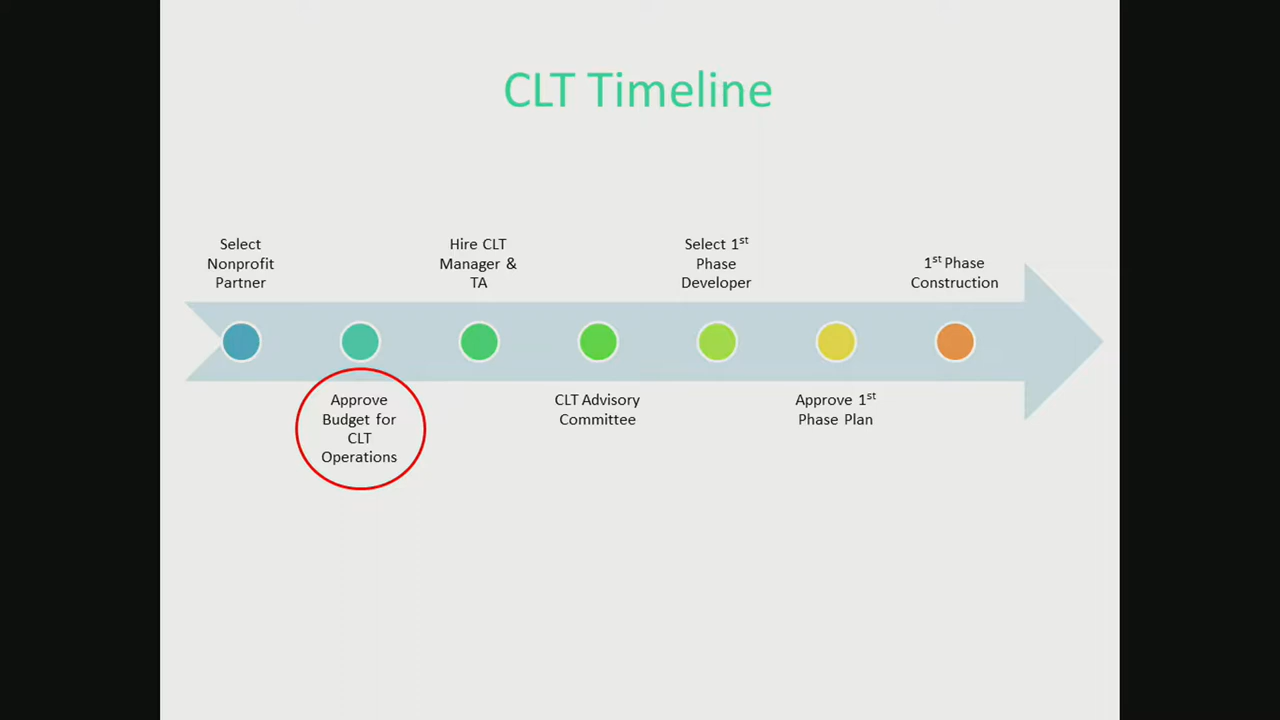 CLT Timeline
Select
Nonprofit
Partner
Approve
Budget for
CLT
Operations
Hire CLT
Manager &
TA
CLT Advisory
Committee
Select 1st
Phase
Developer
Approve 1st
Phase Plan
1st Phase
Construction